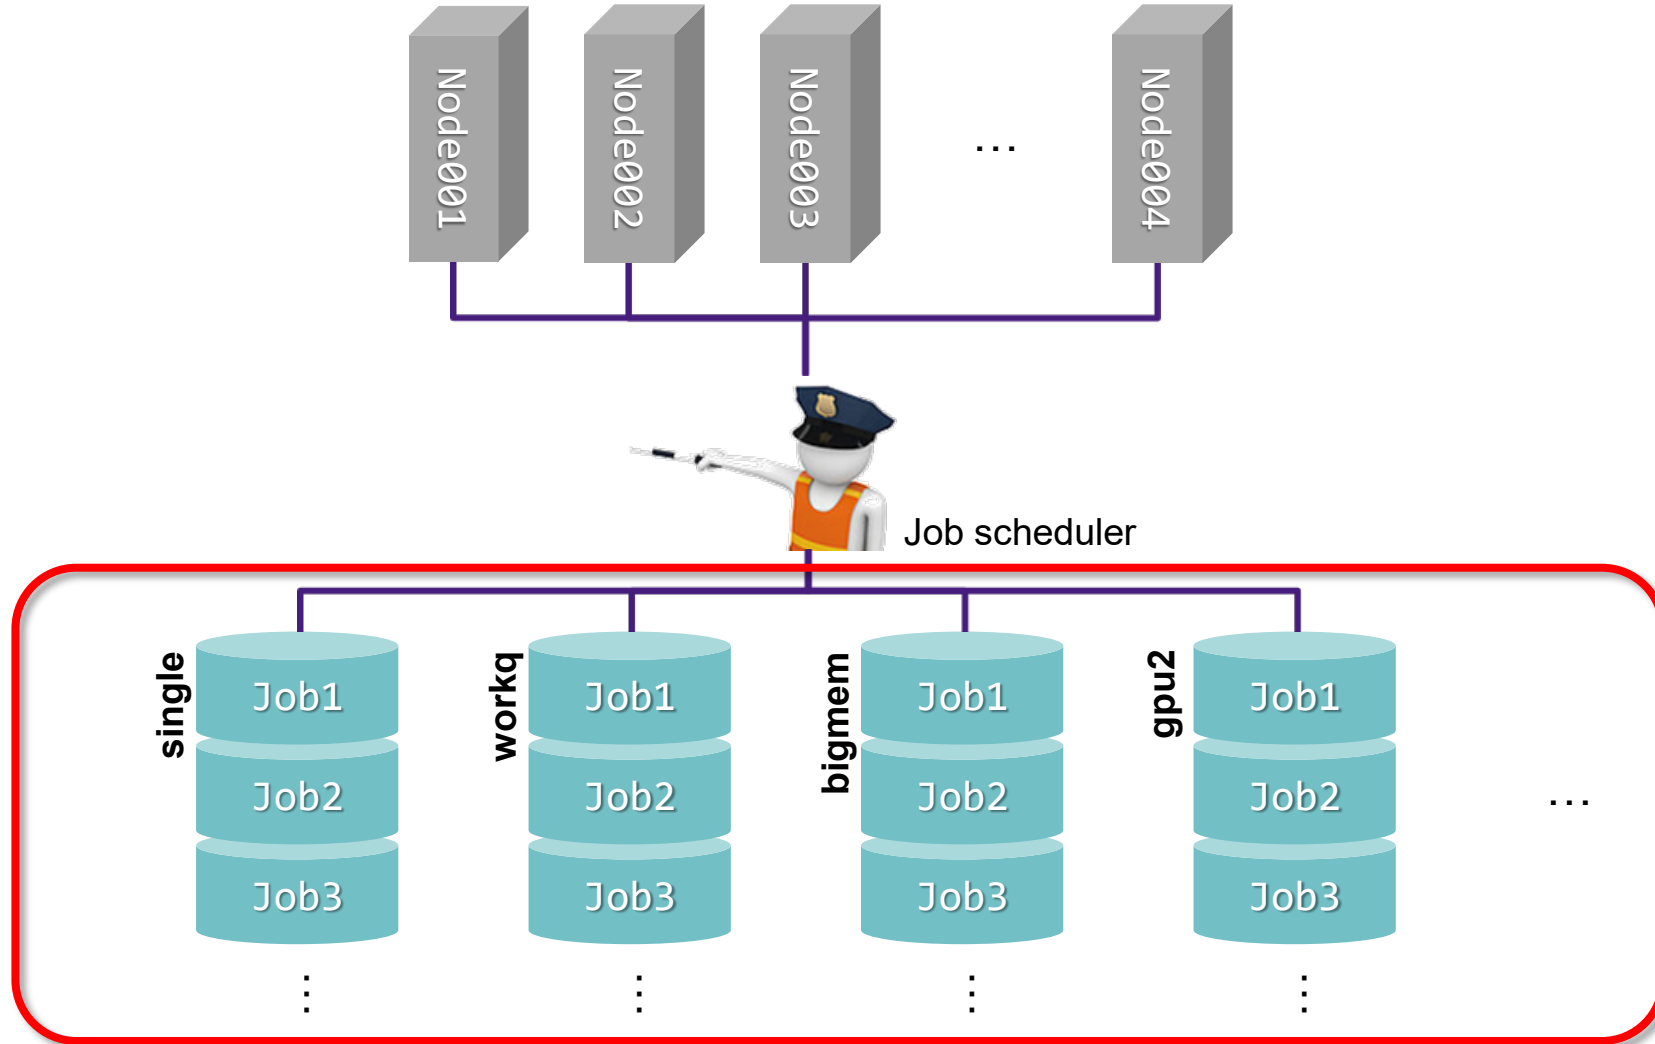 Node001
Node002
Node003
...
Node004
Job scheduler
single
Job1
Job2
Job3
⋮
workq
Job1
Job2
Job3
⋮
bigmem
Job1
Job2
Job3
⋮
gpu2
Job1
Job2
Job3
⋮
...